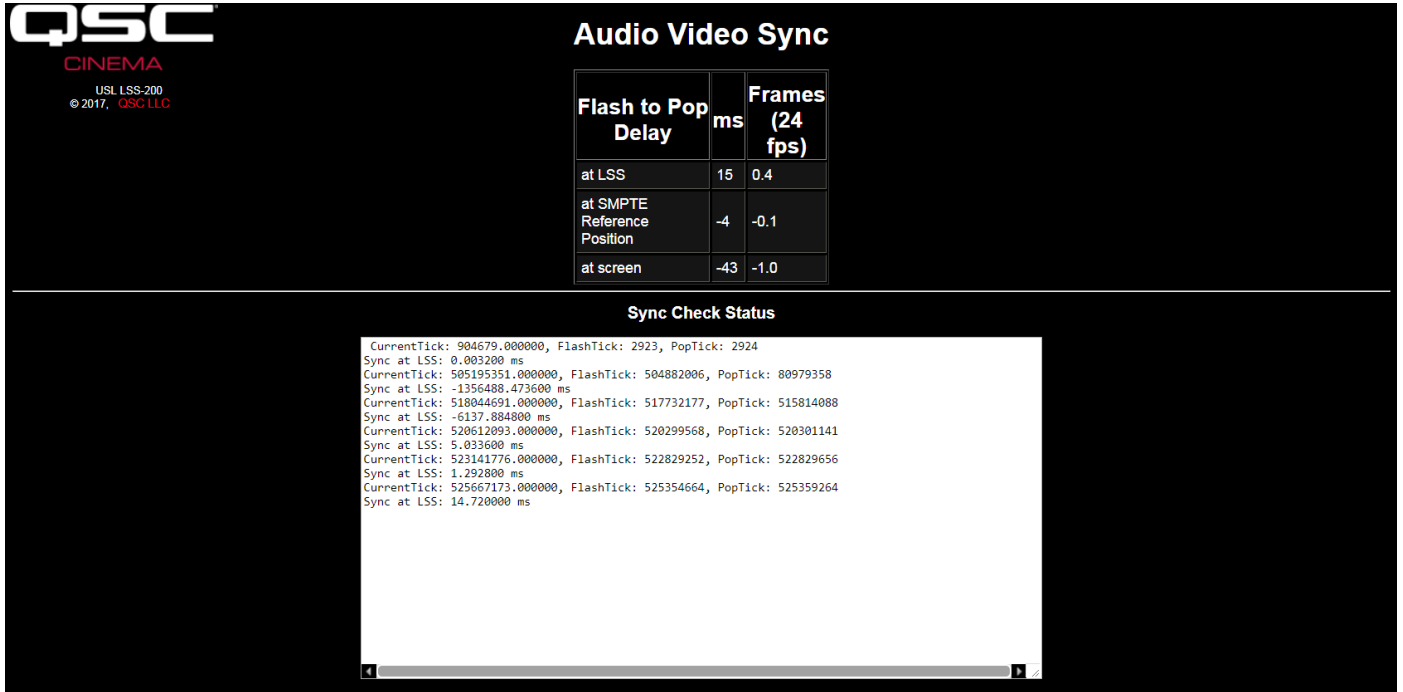 QSC
CINEMA
USL LSS-200
© 2017, QSC LLC
Audio Video Sync
Flash to Pop Delay ms Frames (24 fps)
at LSS 15 0.4
at SMPTE Reference Position -4 -0.1
at screen -43 -1.0
Sync Check Status
CurrentTick: 904679.000000, FlashTick: 2923, PopTick: 2924
Sync at LSS: 0.003200 ms
CurrentTick: 505195351.000000, FlashTick: 504882006, PopTick: 80979358
Sync at LSS: -1356488.473600 ms
CurrentTick: 518044691.000000, FlashTick: 517732177, PopTick: 515814088
Sync at LSS: -6137.884800 ms
CurrentTick: 520612093.000000, FlashTick: 520299568, PopTick: 520301141
Sync at LSS: 5.033600 ms
CurrentTick: 523141776.000000, FlashTick: 522829252, PopTick: 522829656
Sync at LSS: 1.292800 ms
CurrentTick: 525667173.000000, FlashTick: 525354664, PopTick: 525359264
Sync at LSS: 14.720000 ms